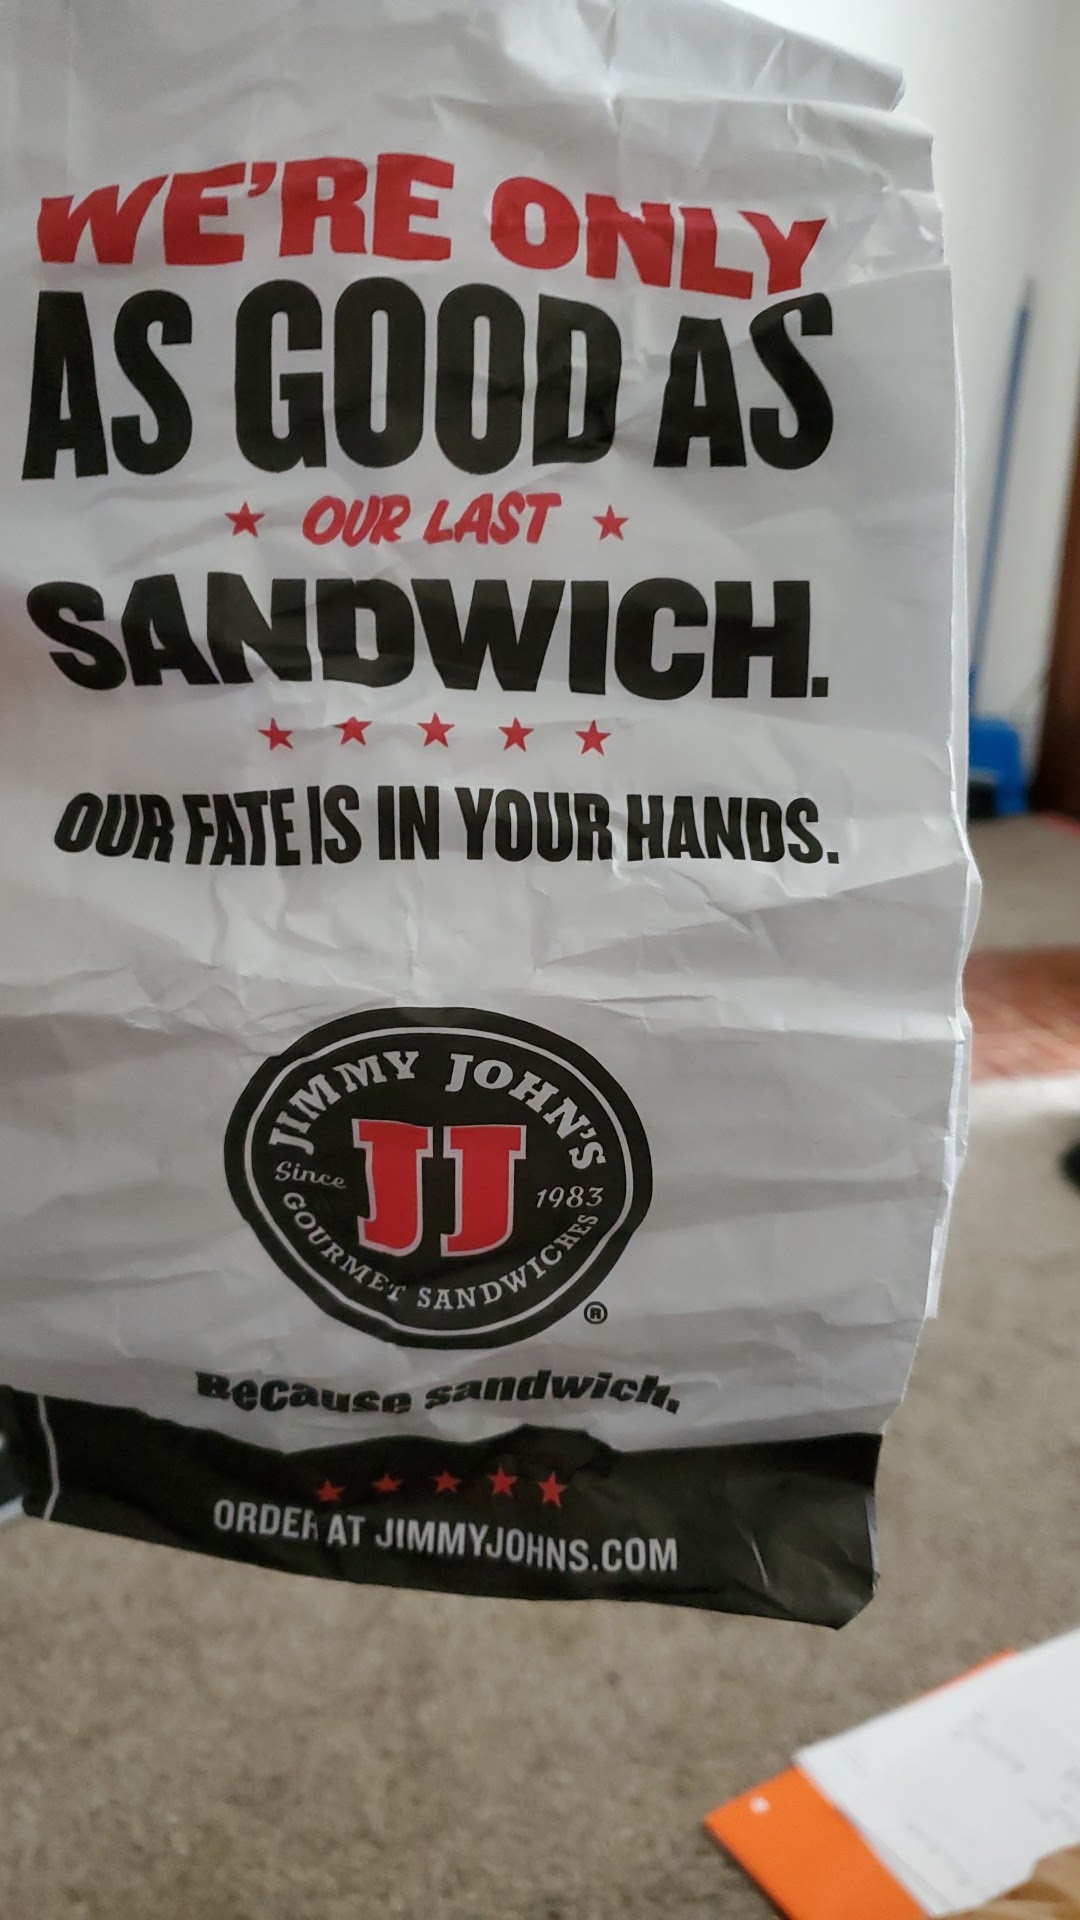 WE'RE ONLY
AS GOOD AS
★ OUR LAST ★
SANDWICH.
★ ★ ★ ★ ★
OUR FATE IS IN YOUR HANDS.
JIMMY JOHN'S
Since JJ 1983
GOURMET SANDWICHES
®
Because sandwich.
★ ★ ★ ★ ★
ORDER AT JIMMYJOHNS.COM